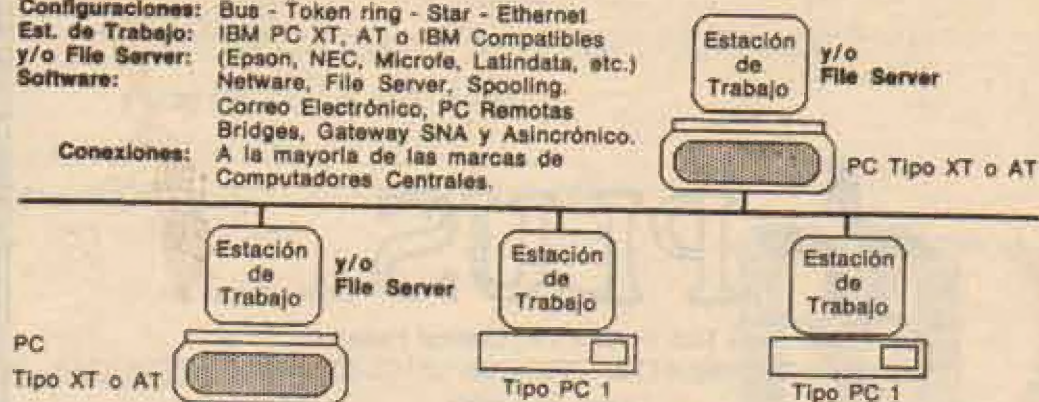 Configuraciones: Bus - Token ring - Star - Ethernet
Est. de Trabajo: IBM PC XT, AT o IBM Compatibles
y/o File Server: (Epson, NEC, Microfe, Latindata, etc.)
Software: Netware, File Server, Spooling.
Correo Electrónico, PC Remotas
Bridges, Gateway SNA y Asincrónico.
Conexiones: A la mayoría de las marcas de
Computadores Centrales.
Estación
de
Trabajo
y/o
File Server
PC Tipo XT o AT
Estación
de
Trabajo
y/o
File Server
PC
Tipo XT o AT
Estación
de
Trabajo
Tipo PC 1
Estación
de
Trabajo
Tipo PC 1